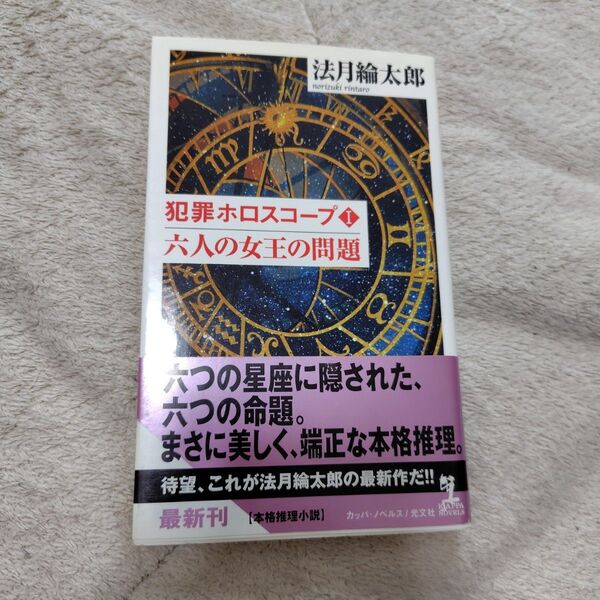 法月綸太郎
norizuki rintaro
犯罪ホロスコープI
六人の女王の問題
六つの星座に隠された、
六つの命題。
まさに美しく、端正な本格推理。
待望、これが法月綸太郎の最新作だ!!
最新刊
【本格推理小説】
カッパ・ノベルス/光文社
KAPPA
NOVELS